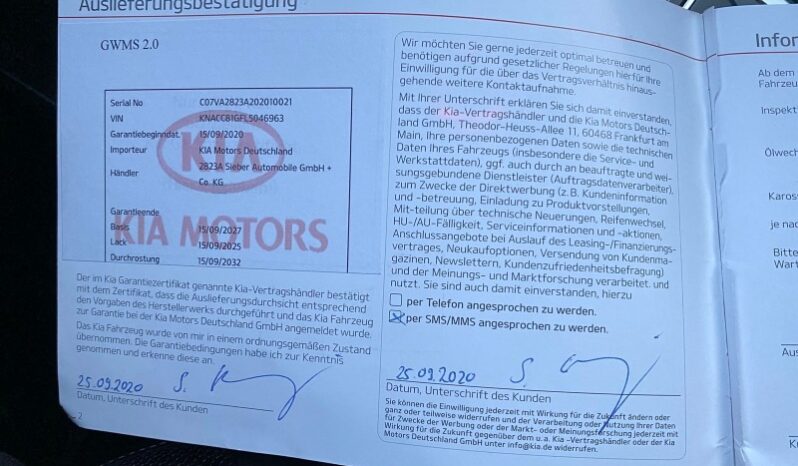 Auslieferungsbestätigung
GWMS 2.0
Serial No C07VA2823A202010021
VIN KNACC81GFL5046963
Garantiebeginndat. 15/09/2020
Importeur KIA Motors Deutschland
Händler 2823A Sieber Automobile GmbH +
Co. KG
Garantieende
Basis 15/09/2027
Lack 15/09/2025
Durchrostung 15/09/2032
KIA
KIA MOTORS
Der im Kia Garantiezertifikat genannte Kia-Vertragshändler bestätigt
mit dem Zertifikat, dass die Auslieferungsdurchsicht entsprechend
den Vorgaben des Herstellerwerks durchgeführt und das Kia Fahrzeug
zur Garantie bei der Kia Motors Deutschland GmbH angemeldet wurde.
Das Kia Fahrzeug wurde von mir in einem ordnungsgemäßen Zustand
übernommen. Die Garantiebedingungen habe ich zur Kenntnis
genommen und erkenne diese an.
25.09.2020
Datum, Unterschrift des Kunden
2
Wir möchten Sie gerne jederzeit optimal betreuen und
benötigen aufgrund gesetzlicher Regelungen hierfür Ihre
Einwilligung für die über das Vertragsverhältnis hinaus-
gehende weitere Kontaktaufnahme.
Mit Ihrer Unterschrift erklären Sie sich damit einverstanden,
dass der Kia-Vertragshändler und die Kia Motors Deutsch-
land GmbH, Theodor-Heuss-Allee 11, 60468 Frankfurt am
Main, Ihre personenbezogenen Daten sowie die technischen
Daten Ihres Fahrzeugs (insbesondere die Service- und
Werkstattdaten), ggf. auch durch an beauftragte und wei-
sungsgebundene Dienstleister (Auftragsdatenverarbeiter),
zum Zwecke der Direktwerbung (z.B. Kundeninformation
und -betreuung, Einladung zu Produktvorstellungen,
Mit-teilung über technische Neuerungen, Reifenwechsel,
HU-/AU-Fälligkeit, Serviceinformationen und -aktionen,
Anschlussangebote bei Auslauf des Leasing-/Finanzierungs-
vertrages, Neukaufoptionen, Versendung von Kundenma-
gazinen, Newslettern, Kundenzufriedenheitsbefragung)
und der Meinungs- und Marktforschung verarbeitet und
nutzt. Sie sind auch damit einverstanden, hierzu
per Telefon angesprochen zu werden.
per SMS/MMS angesprochen zu werden.
25.09.2020
Datum, Unterschrift des Kunden
Sie können die Einwilligung jederzeit mit Wirkung für die Zukunft ändern oder
ganz oder teilweise widerrufen und der Verarbeitung oder Nutzung Ihrer Daten
für Zwecke der Werbung oder der Markt- oder Meinungsforschung jederzeit mit
Wirkung für die Zukunft gegenüber dem u. a. Kia -Vertragshändler oder der Kia
Motors Deutschland GmbH unter info@kia.de widerrufen.
Infor
Ab dem
Fahrzeu
Inspekt
Ölwech
Karos
je nac
Bitte
Wart
Aus